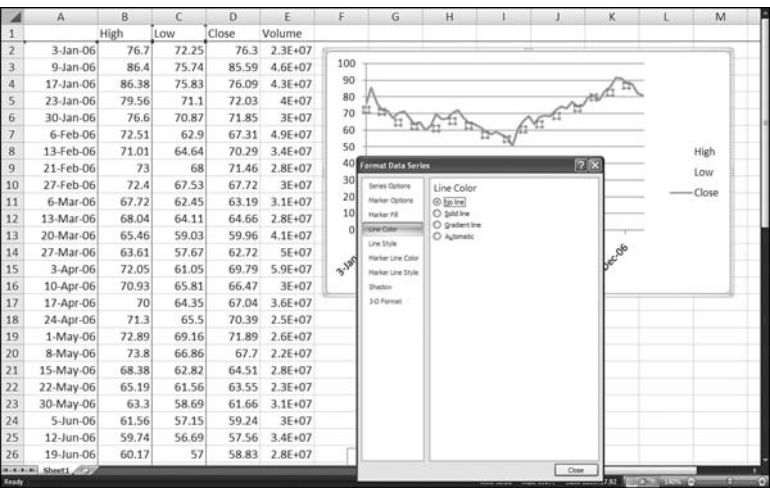 A B C D E F G H I J K L M
1 High Low Close Volume
2 3-Jan-06 76.7 72.25 76.3 2.3E+07
3 9-Jan-06 86.4 75.74 85.59 4.6E+07
4 17-Jan-06 86.38 75.83 76.09 4.3E+07
5 23-Jan-06 79.56 71.1 72.03 4E+07
6 30-Jan-06 76.6 70.87 71.85 3E+07
7 6-Feb-06 72.51 62.9 67.31 4.9E+07
8 13-Feb-06 71.01 64.64 70.29 3.4E+07
9 21-Feb-06 73 68 71.46 2.8E+07
10 27-Feb-06 72.4 67.53 67.72 3E+07
11 6-Mar-06 67.72 62.45 63.19 3.1E+07
12 13-Mar-06 68.04 64.11 64.66 2.8E+07
13 20-Mar-06 65.46 59.03 59.96 4.1E+07
14 27-Mar-06 63.61 57.67 62.72 5E+07
15 3-Apr-06 72.05 61.05 69.79 5.9E+07
16 10-Apr-06 70.93 65.81 66.47 3E+07
17 17-Apr-06 70 64.35 67.04 3.6E+07
18 24-Apr-06 71.3 65.5 70.39 2.5E+07
19 1-May-06 72.89 69.16 71.89 2.6E+07
20 8-May-06 73.8 66.86 67.7 2.2E+07
21 15-May-06 68.38 62.82 64.51 2.8E+07
22 22-May-06 65.19 61.56 63.55 2.3E+07
23 30-May-06 63.3 58.69 61.66 3.1E+07
24 5-Jun-06 61.56 57.15 59.24 3E+07
25 12-Jun-06 59.74 56.69 57.56 3.4E+07
26 19-Jun-06 60.17 57 58.83 2.8E+07
100
90
80
70
60
50
40
30
20
10
0
3-Jan
Dec-06
High
Low
Close
Format Data Series
Series Options
Marker Options
Marker Fill
Line Color
Line Style
Marker Line Color
Marker Line Style
Shadow
3-D Format
Line Color
No line
Solid line
Gradient line
Automatic
Close
Sheet1
Ready
140%